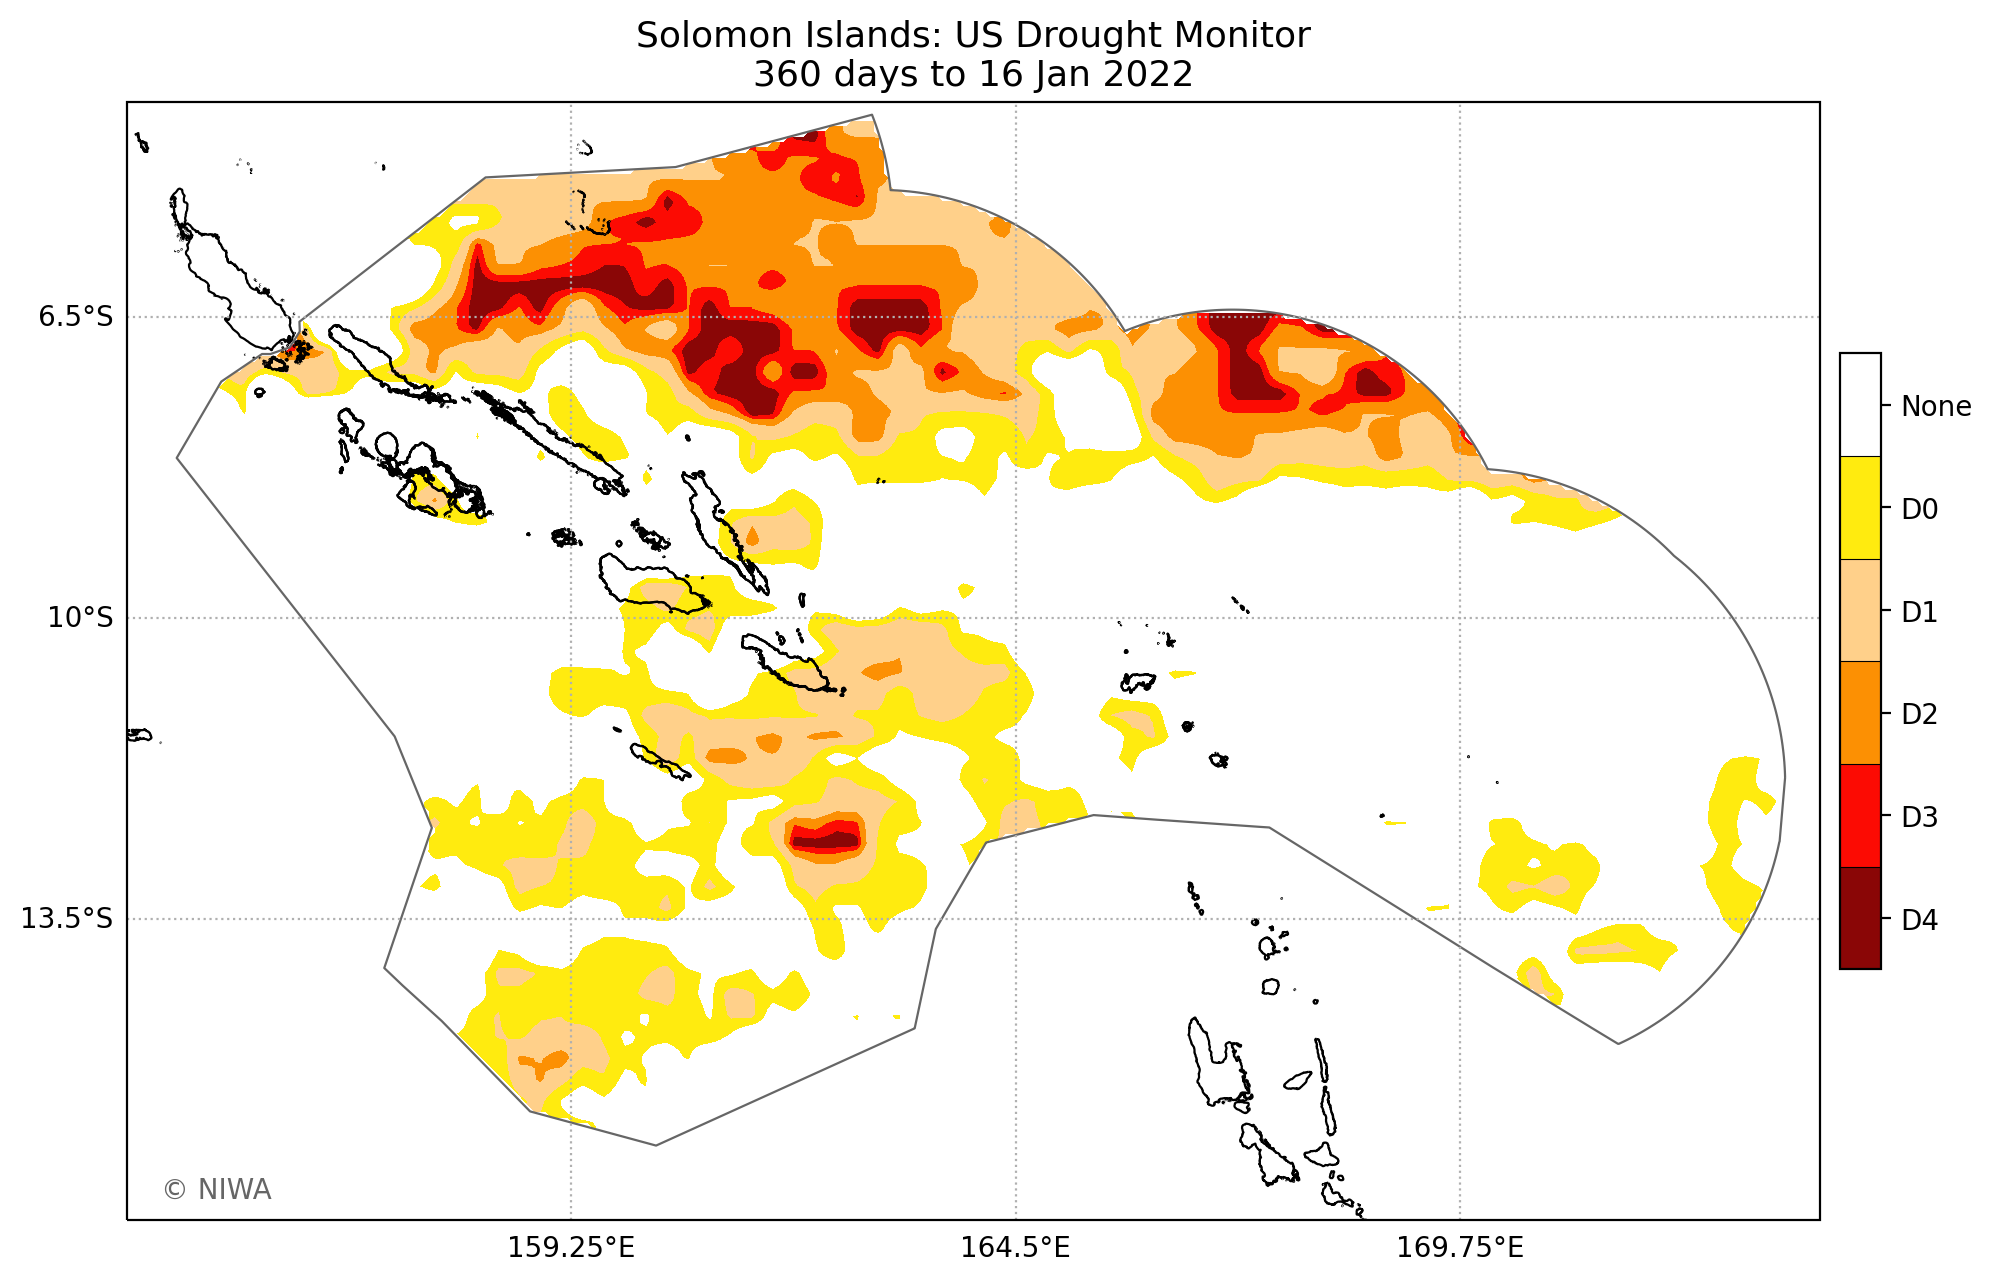 Solomon Islands: US Drought Monitor
360 days to 16 Jan 2022
6.5°S
10°S
13.5°S
159.25°E
164.5°E
169.75°E
None
D0
D1
D2
D3
D4
© NIWA